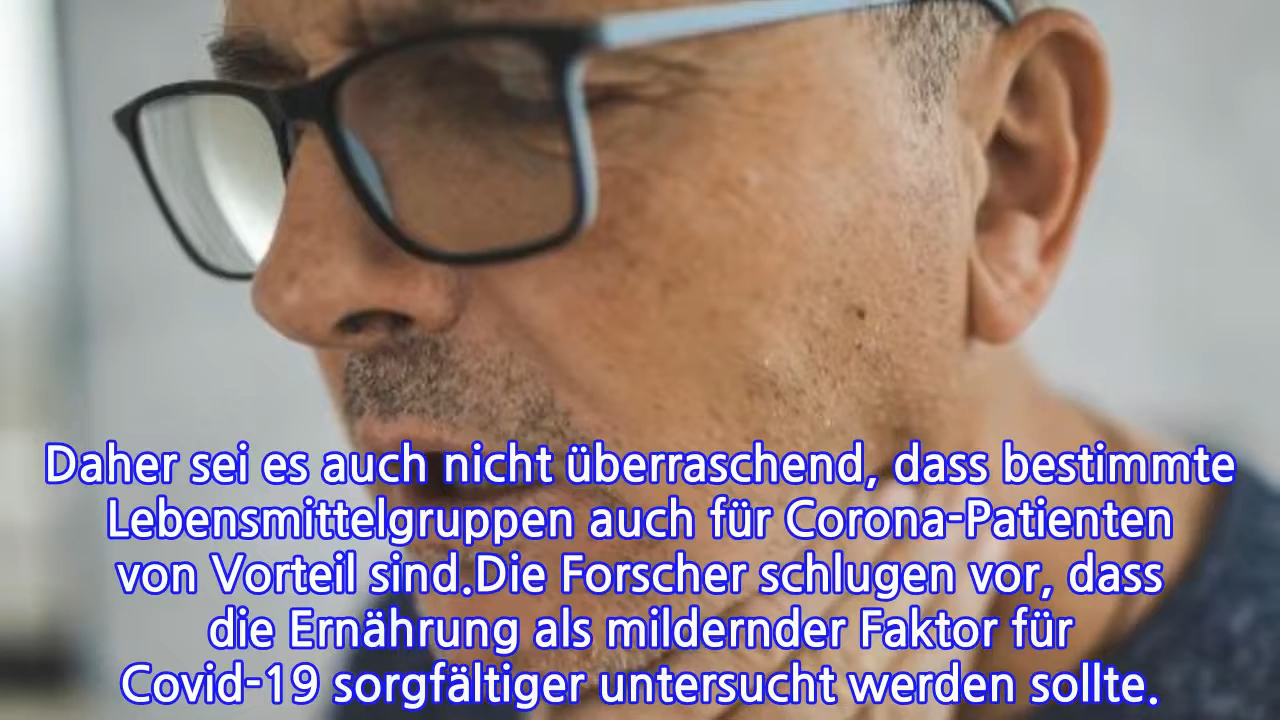 Daher sei es auch nicht überraschend, dass bestimmte
Lebensmittelgruppen auch für Corona-Patienten
von Vorteil sind.Die Forscher schlugen vor, dass
die Ernährung als mildernder Faktor für
Covid-19 sorgfältiger untersucht werden sollte.